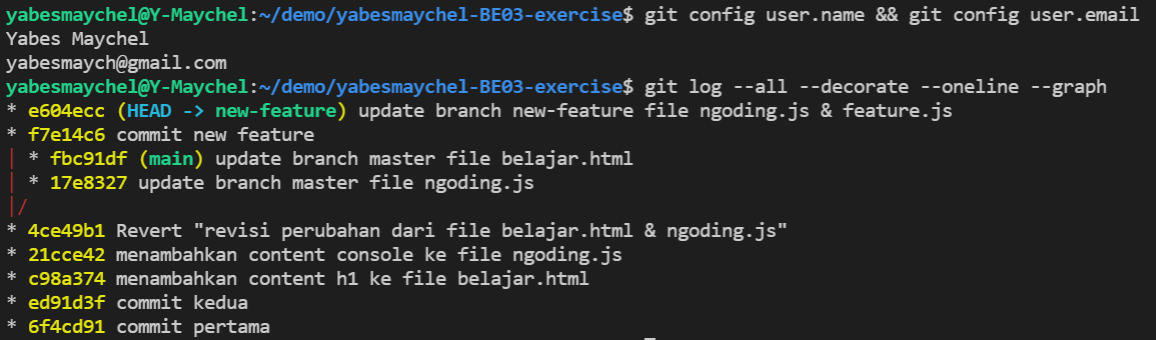 yabesmaychel@Y-Maychel:~/demo/yabesmaychel-BE03-exercise$ git config user.name && git config user.email
Yabes Maychel
yabesmaych@gmail.com
yabesmaychel@Y-Maychel:~/demo/yabesmaychel-BE03-exercise$ git log --all --decorate --oneline --graph
* e604ecc (HEAD -> new-feature) update branch new-feature file ngoding.js & feature.js
* f7e14c6 commit new feature
| * fbc91df (main) update branch master file belajar.html
| * 17e8327 update branch master file ngoding.js
|/
* 4ce49b1 Revert "revisi perubahan dari file belajar.html & ngoding.js"
* 21cce42 menambahkan content console ke file ngoding.js
* c98a374 menambahkan content h1 ke file belajar.html
* ed91d3f commit kedua
* 6f4cd91 commit pertama